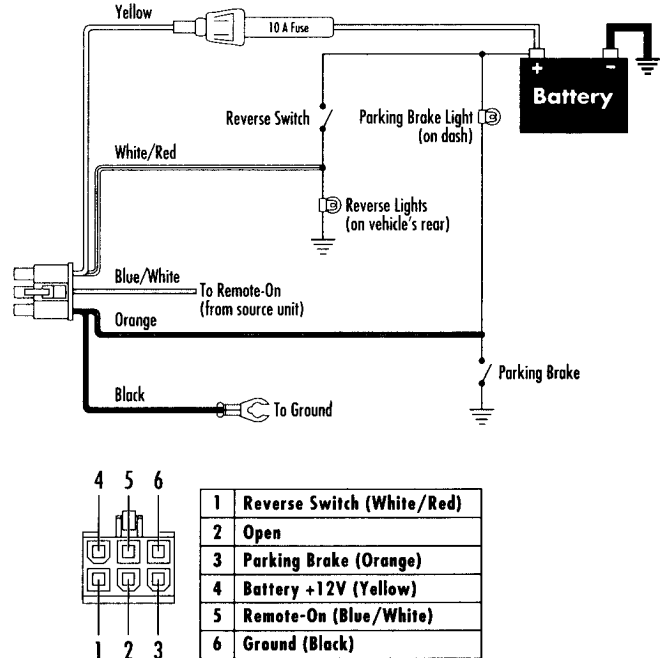 Yellow
10 A Fuse
+ −
Battery
Reverse Switch
Parking Brake Light
(on dash)
White/Red
Reverse Lights
(on vehicle's rear)
Blue/White
To Remote-On
(from source unit)
Orange
Parking Brake
Black
To Ground
4 5 6
1 2 3
1 Reverse Switch (White/Red)
2 Open
3 Parking Brake (Orange)
4 Battery +12V (Yellow)
5 Remote-On (Blue/White)
6 Ground (Black)